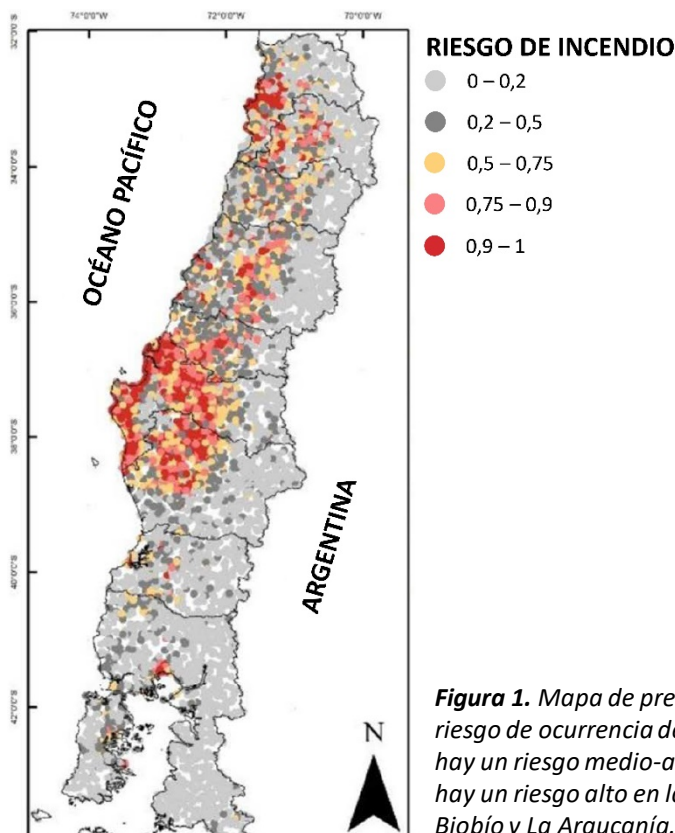 74°0'0"W 72°0'0"W 70°0'0"W
32°0'0"S
34°0'0"S
36°0'0"S
38°0'0"S
40°0'0"S
42°0'0"S
OCÉANO PACÍFICO
ARGENTINA
N
RIESGO DE INCENDIO
0 – 0,2
0,2 – 0,5
0,5 – 0,75
0,75 – 0,9
0,9 – 1
Figura 1. Mapa de pre
riesgo de ocurrencia d
hay un riesgo medio-a
hay un riesgo alto en l
Biobío y La Araucanía.